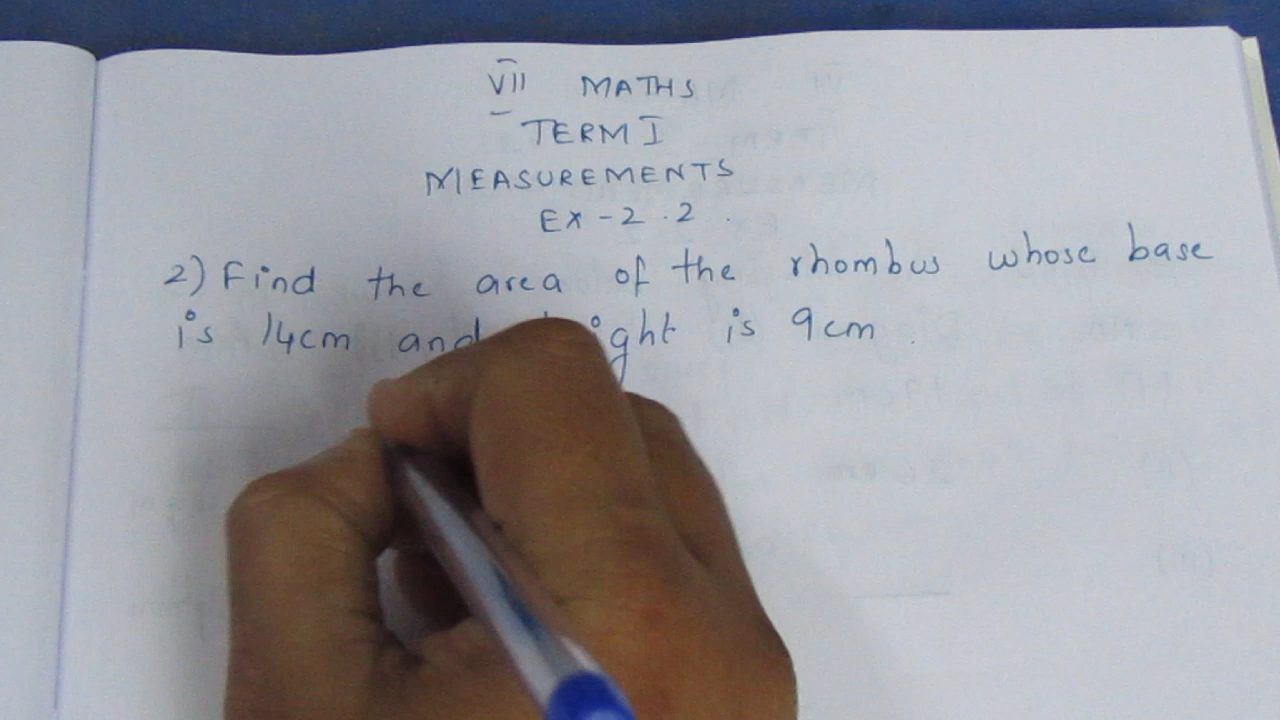 VII MATHS
TERM I
MEASUREMENTS
Ex - 2.2.
2) Find the area of the rhombus whose base
is 14cm and height is 9cm.